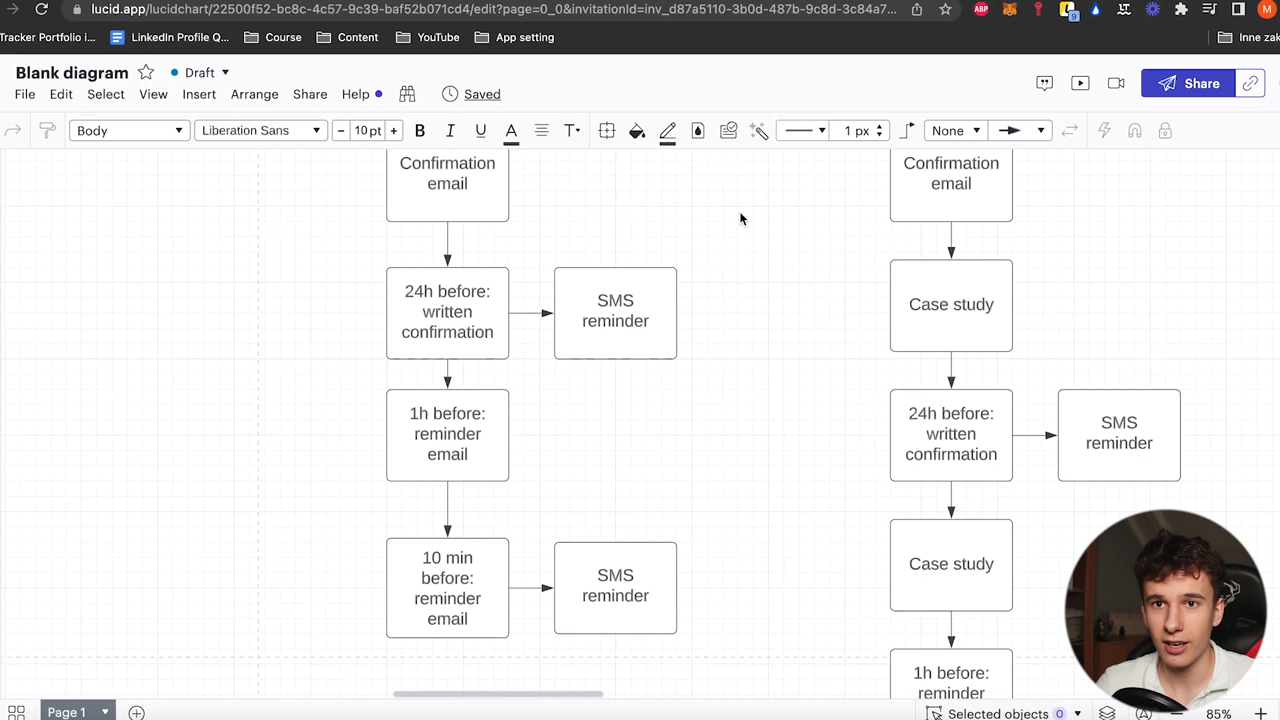 lucid.app/lucidchart/22500f52-bc8c-4c57-9c39-baf52b071cd4/edit?page=0_0&invitationId=inv_d87a5110-3b0d-487b-9c8d-3c84a7...
ABP
9
M
Tracker Portfolio i...
LinkedIn Profile Q...
Course
Content
YouTube
App setting
Inne zak
Blank diagram
Draft
File
Edit
Select
View
Insert
Arrange
Share
Help
Saved
Share
Body
Liberation Sans
− 10 pt +
B
I
U
A
T
1 px
None
Confirmation
email
24h before:
written
confirmation
SMS
reminder
1h before:
reminder
email
10 min
before:
reminder
email
SMS
reminder
Confirmation
email
Case study
24h before:
written
confirmation
SMS
reminder
Case study
1h before:
reminder
Page 1
Selected objects
0
85%